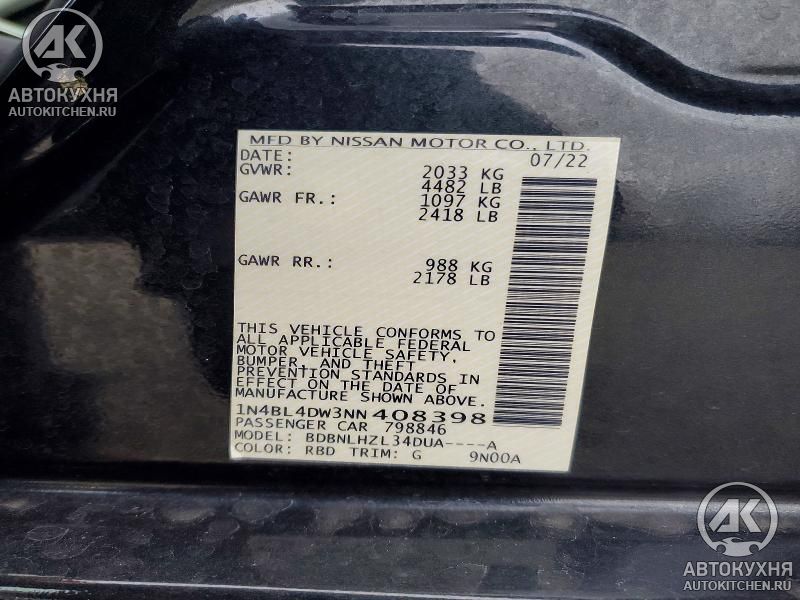 АК
АВТОКУХНЯ
AUTOKITCHEN.RU
MFD BY NISSAN MOTOR CO., LTD.
DATE: 07/22
GVWR: 2033 KG
4482 LB
GAWR FR.: 1097 KG
2418 LB
GAWR RR.: 988 KG
2178 LB
THIS VEHICLE CONFORMS TO
ALL APPLICABLE FEDERAL
MOTOR VEHICLE SAFETY,
BUMPER, AND THEFT
PREVENTION STANDARDS IN
EFFECT ON THE DATE OF
MANUFACTURE SHOWN ABOVE.
1N4BL4DW3NN408398
PASSENGER CAR 798846
MODEL: BDBNLHZL34DUA----A
COLOR: RBD TRIM: G 9N00A
АК
АВТОКУХНЯ
AUTOKITCHEN.RU